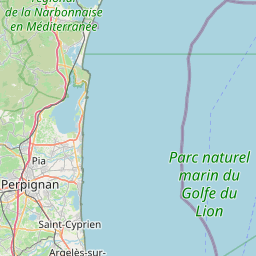 régional
de la Narbonnaise
en Méditerranée
Pia
Perpignan
Parc naturel
marin du
Golfe du
Lion
Saint-Cyprien
Argelès-sur-